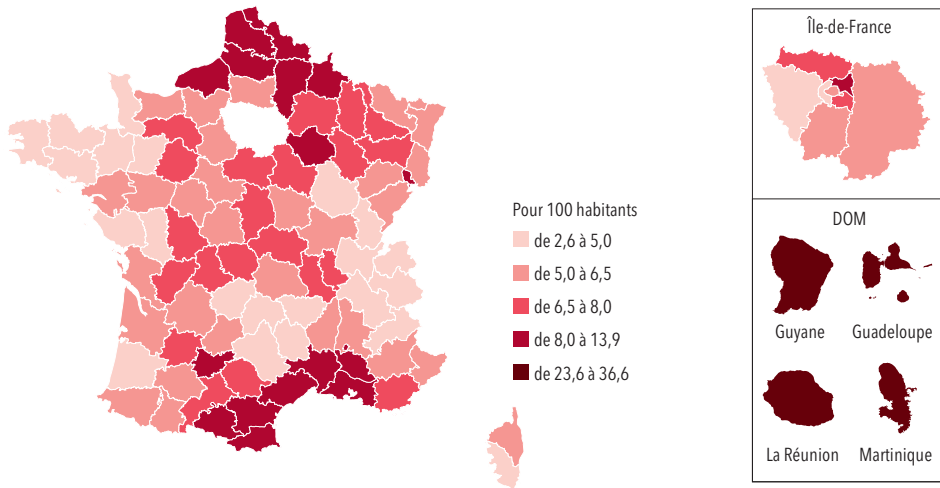 Île-de-France
Pour 100 habitants
de 2,6 à 5,0
de 5,0 à 6,5
de 6,5 à 8,0
de 8,0 à 13,9
de 23,6 à 36,6
DOM
Guyane
Guadeloupe
La Réunion
Martinique